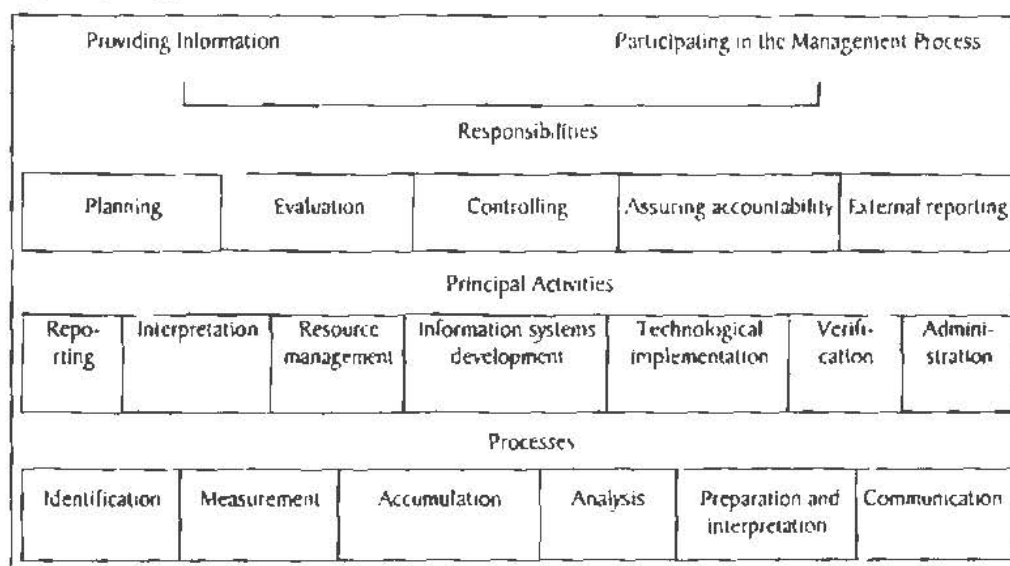 Providing Information Participating in the Management Process
Responsibilities
Planning Evaluation Controlling Assuring accountability External reporting
Principal Activities
Repo- Interpretation Resource Information systems Technological Verifi- Admini-
rting management development implementation cation stration
Processes
Identification Measurement Accumulation Analysis Preparation and Communication
interpretation